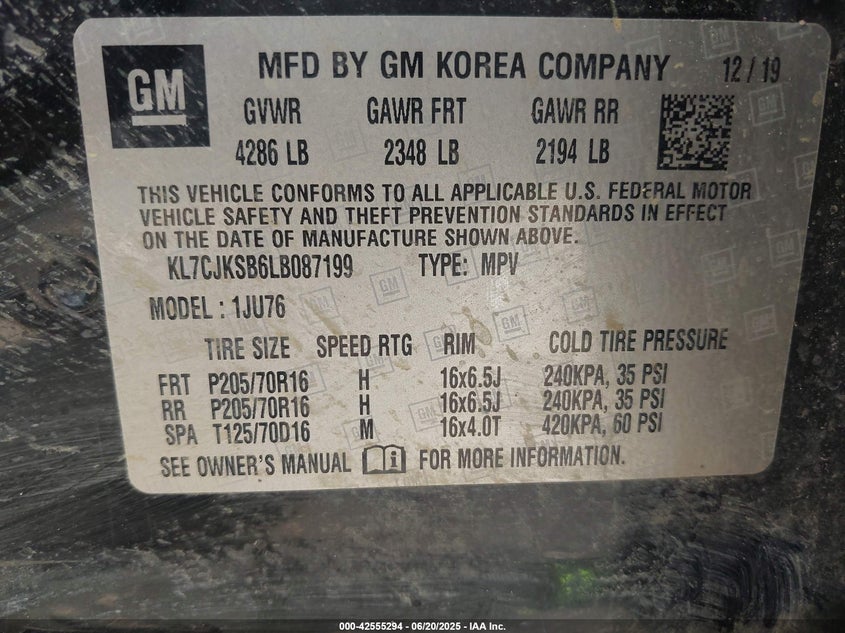 GM MFD BY GM KOREA COMPANY 12/19
GVWR GAWR FRT GAWR RR
4286 LB 2348 LB 2194 LB
THIS VEHICLE CONFORMS TO ALL APPLICABLE U.S. FEDERAL MOTOR
VEHICLE SAFETY AND THEFT PREVENTION STANDARDS IN EFFECT
ON THE DATE OF MANUFACTURE SHOWN ABOVE.
KL7CJKSB6LB087199 TYPE: MPV
MODEL : 1JU76
TIRE SIZE SPEED RTG RIM COLD TIRE PRESSURE
FRT P205/70R16 H 16x6.5J 240KPA, 35 PSI
RR P205/70R16 H 16x6.5J 240KPA, 35 PSI
SPA T125/70D16 M 16x4.0T 420KPA, 60 PSI
SEE OWNER'S MANUAL FOR MORE INFORMATION.
000-42555294 - 06/20/2025 - IAA Inc.